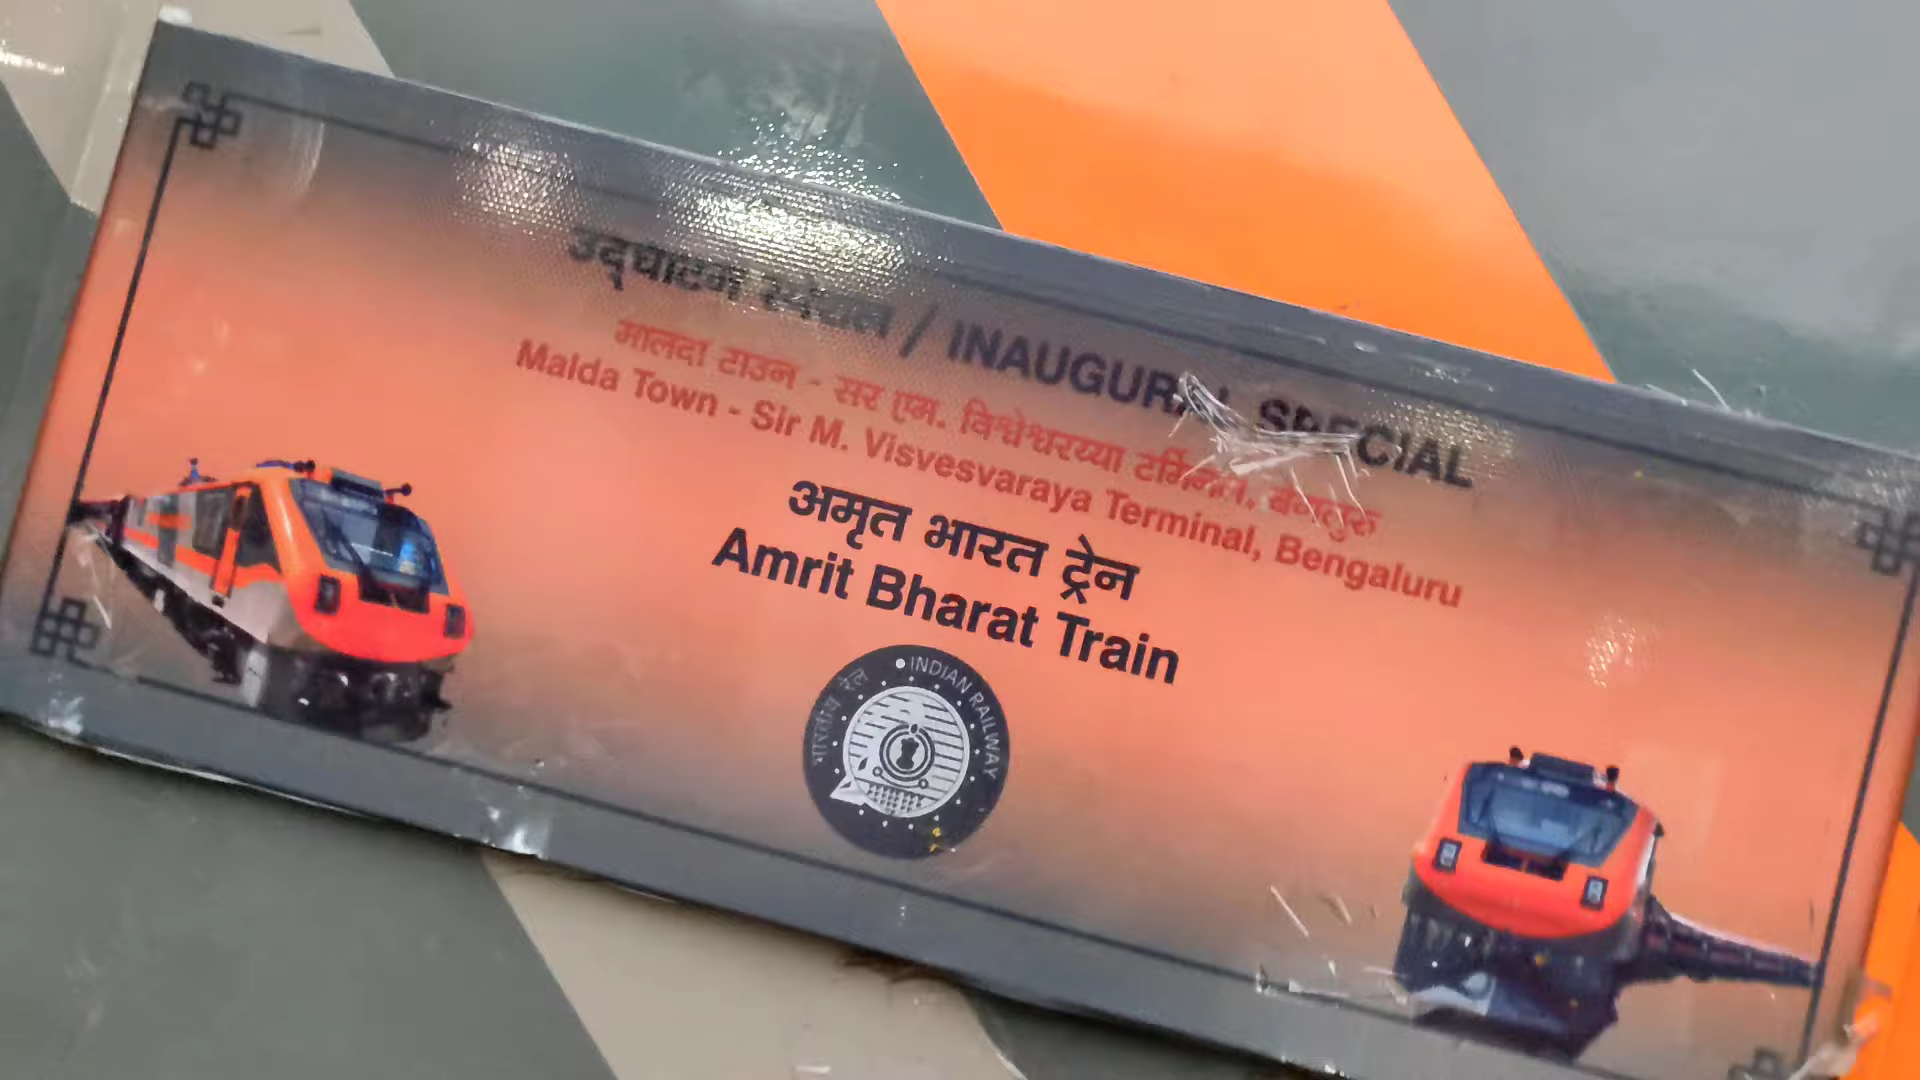 उद्घाटन स्पेशल / INAUGURAL SPECIAL
मालदा टाउन - सर एम. विश्वेश्वरय्या टर्मिनल, बेंगलुरु
Malda Town - Sir M. Visvesvaraya Terminal, Bengaluru
अमृत भारत ट्रेन
Amrit Bharat Train
भारतीय रेल
INDIAN RAILWAY